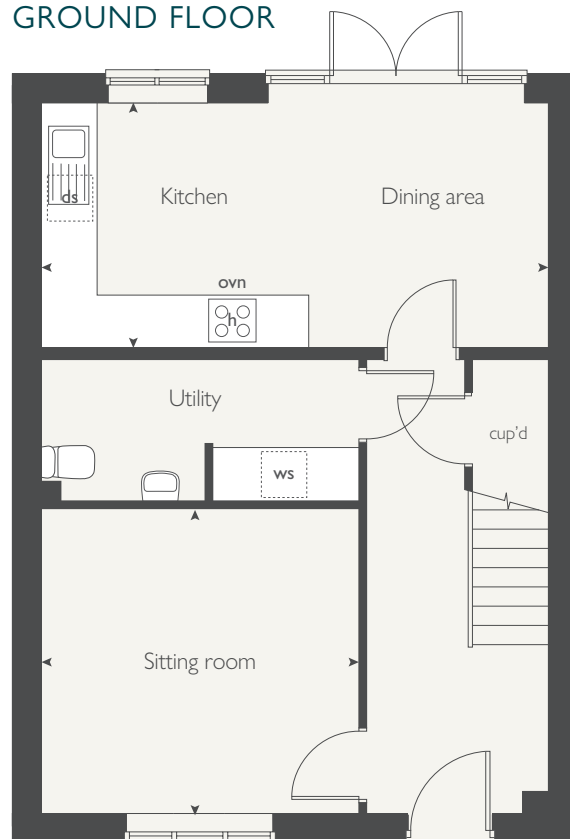 GROUND FLOOR
ds
Kitchen
Dining area
ovn
h
Utility
cup'd
ws
Sitting room